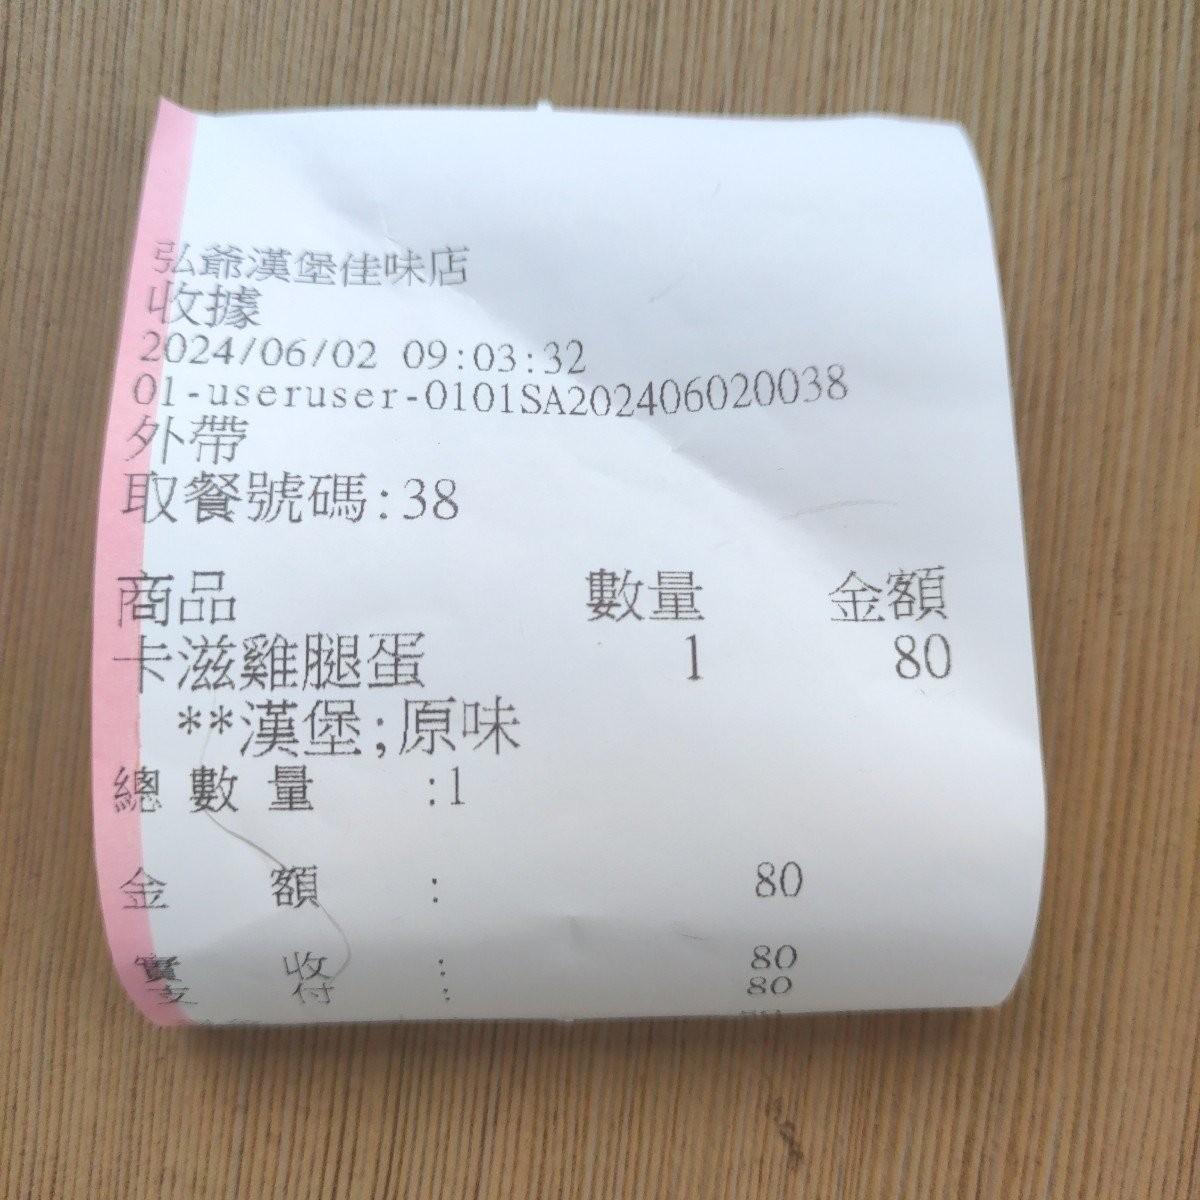 弘爺漢堡佳味店
收據
2024/06/02 09:03:32
01-useruser-0101SA202406020038
外帶
取餐號碼:38
商品 數量 金額
卡滋雞腿蛋 1 80
**漢堡;原味
總數量 :1
金額 : 80
實收 : 80
支付 : 80